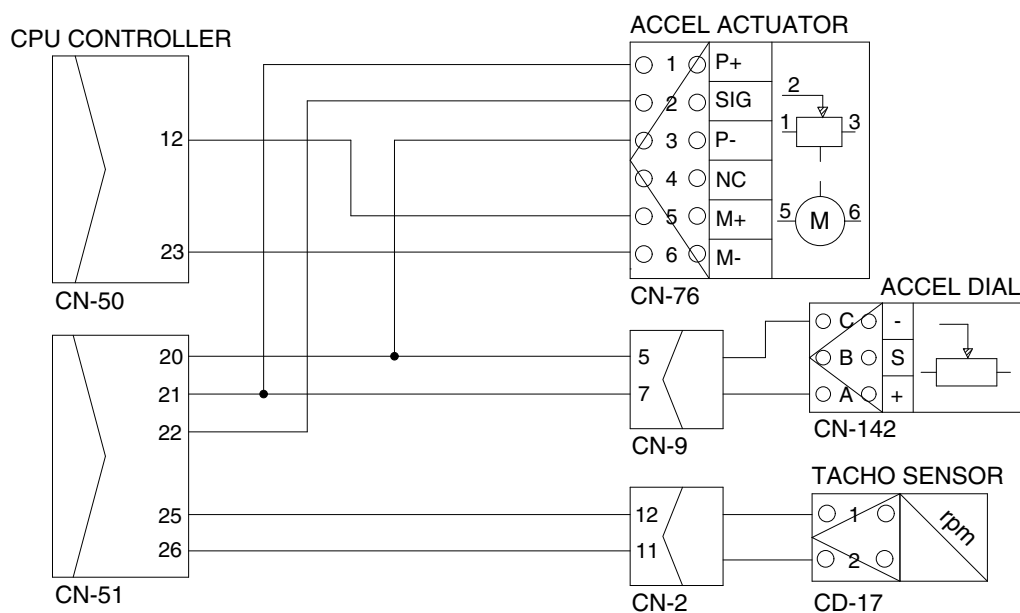 CPU CONTROLLER
12
23
CN-50
20
21
22
25
26
CN-51
ACCEL ACTUATOR
1 P+
2 SIG
3 P-
4 NC
5 M+
6 M-
2
1 3
5 M 6
CN-76
5
7
CN-9
ACCEL DIAL
C -
B S
A +
CN-142
12
11
CN-2
TACHO SENSOR
1
2
rpm
CD-17